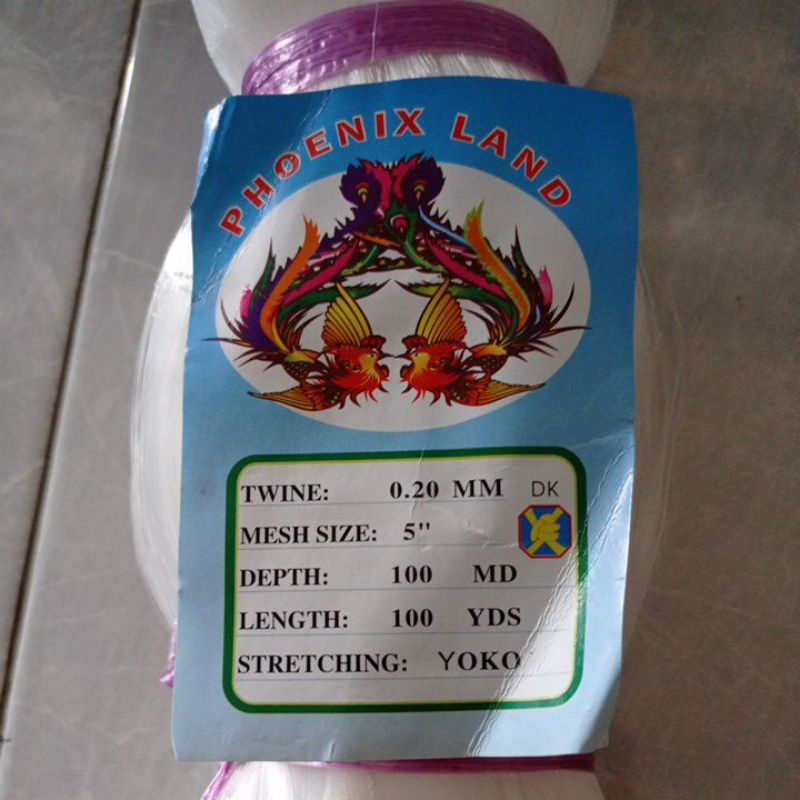 PHOENIX LAND
TWINE: 0.20 MM DK
MESH SIZE: 5"
DEPTH: 100 MD
LENGTH: 100 YDS
STRETCHING: YOKO